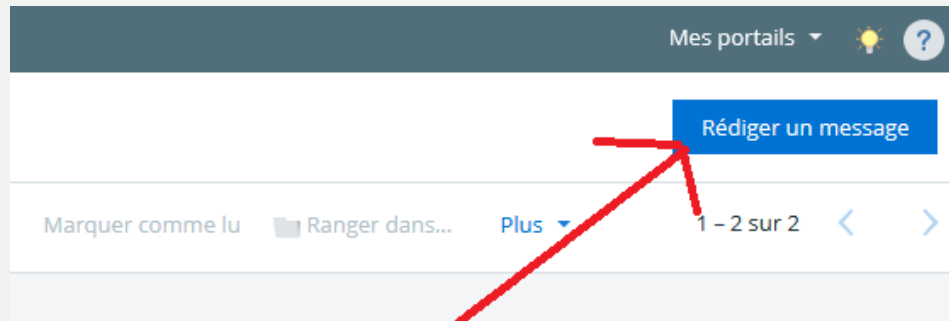 Mes portails
?
Rédiger un message
Marquer comme lu Ranger dans... Plus 1 – 2 sur 2